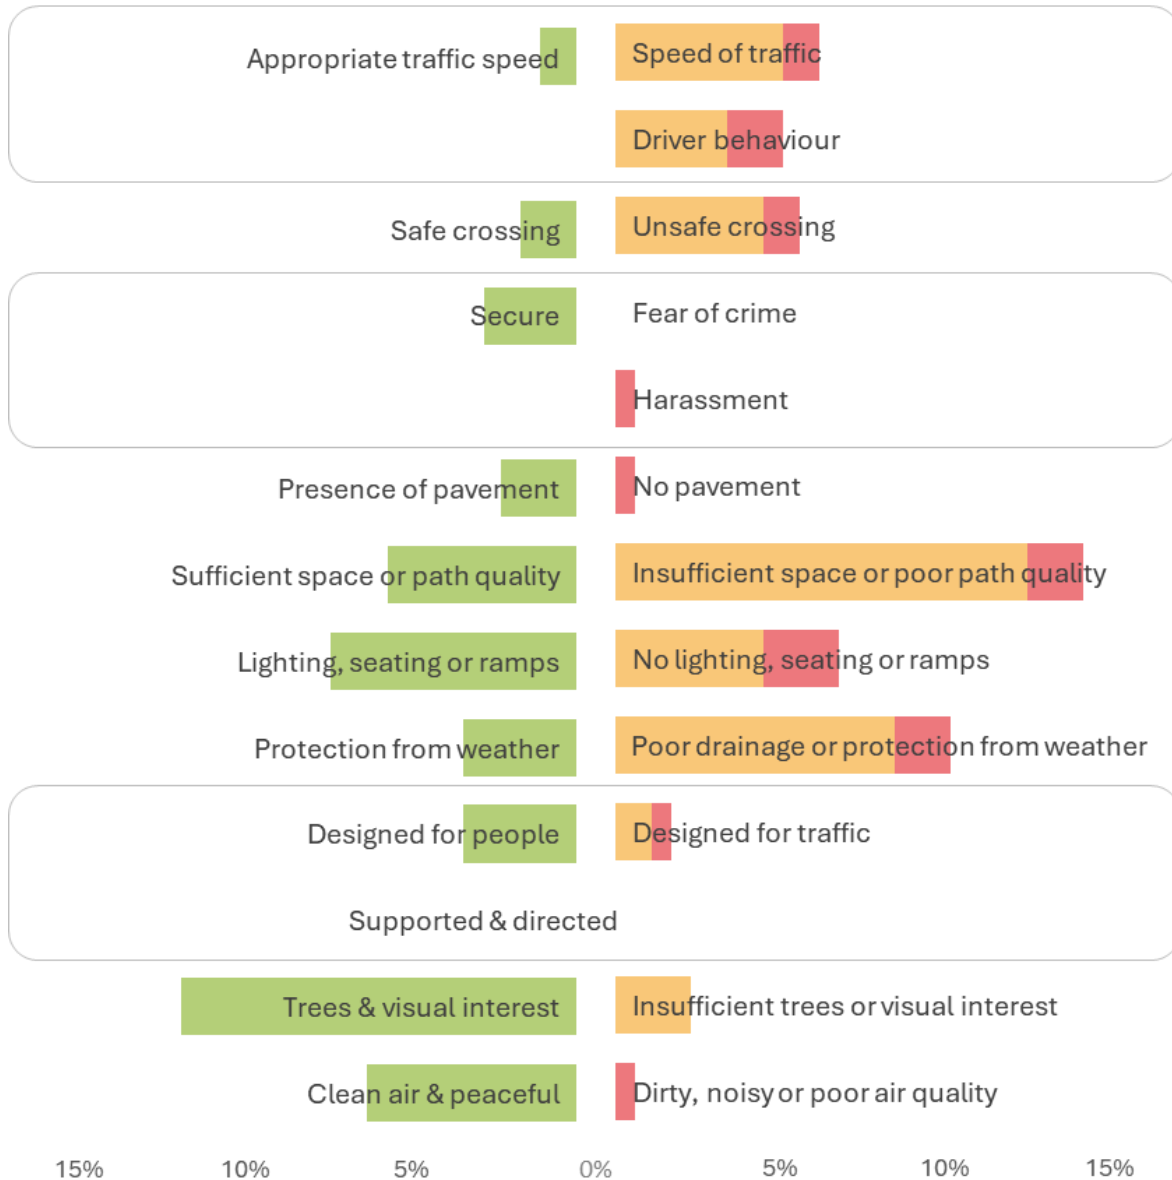 Appropriate traffic speed
Speed of traffic
Driver behaviour
Safe crossing
Unsafe crossing
Secure
Fear of crime
Harassment
Presence of pavement
No pavement
Sufficient space or path quality
Insufficient space or poor path quality
Lighting, seating or ramps
No lighting, seating or ramps
Protection from weather
Poor drainage or protection from weather
Designed for people
Designed for traffic
Supported & directed
Trees & visual interest
Insufficient trees or visual interest
Clean air & peaceful
Dirty, noisy or poor air quality
15% 10% 5% 0% 5% 10% 15%